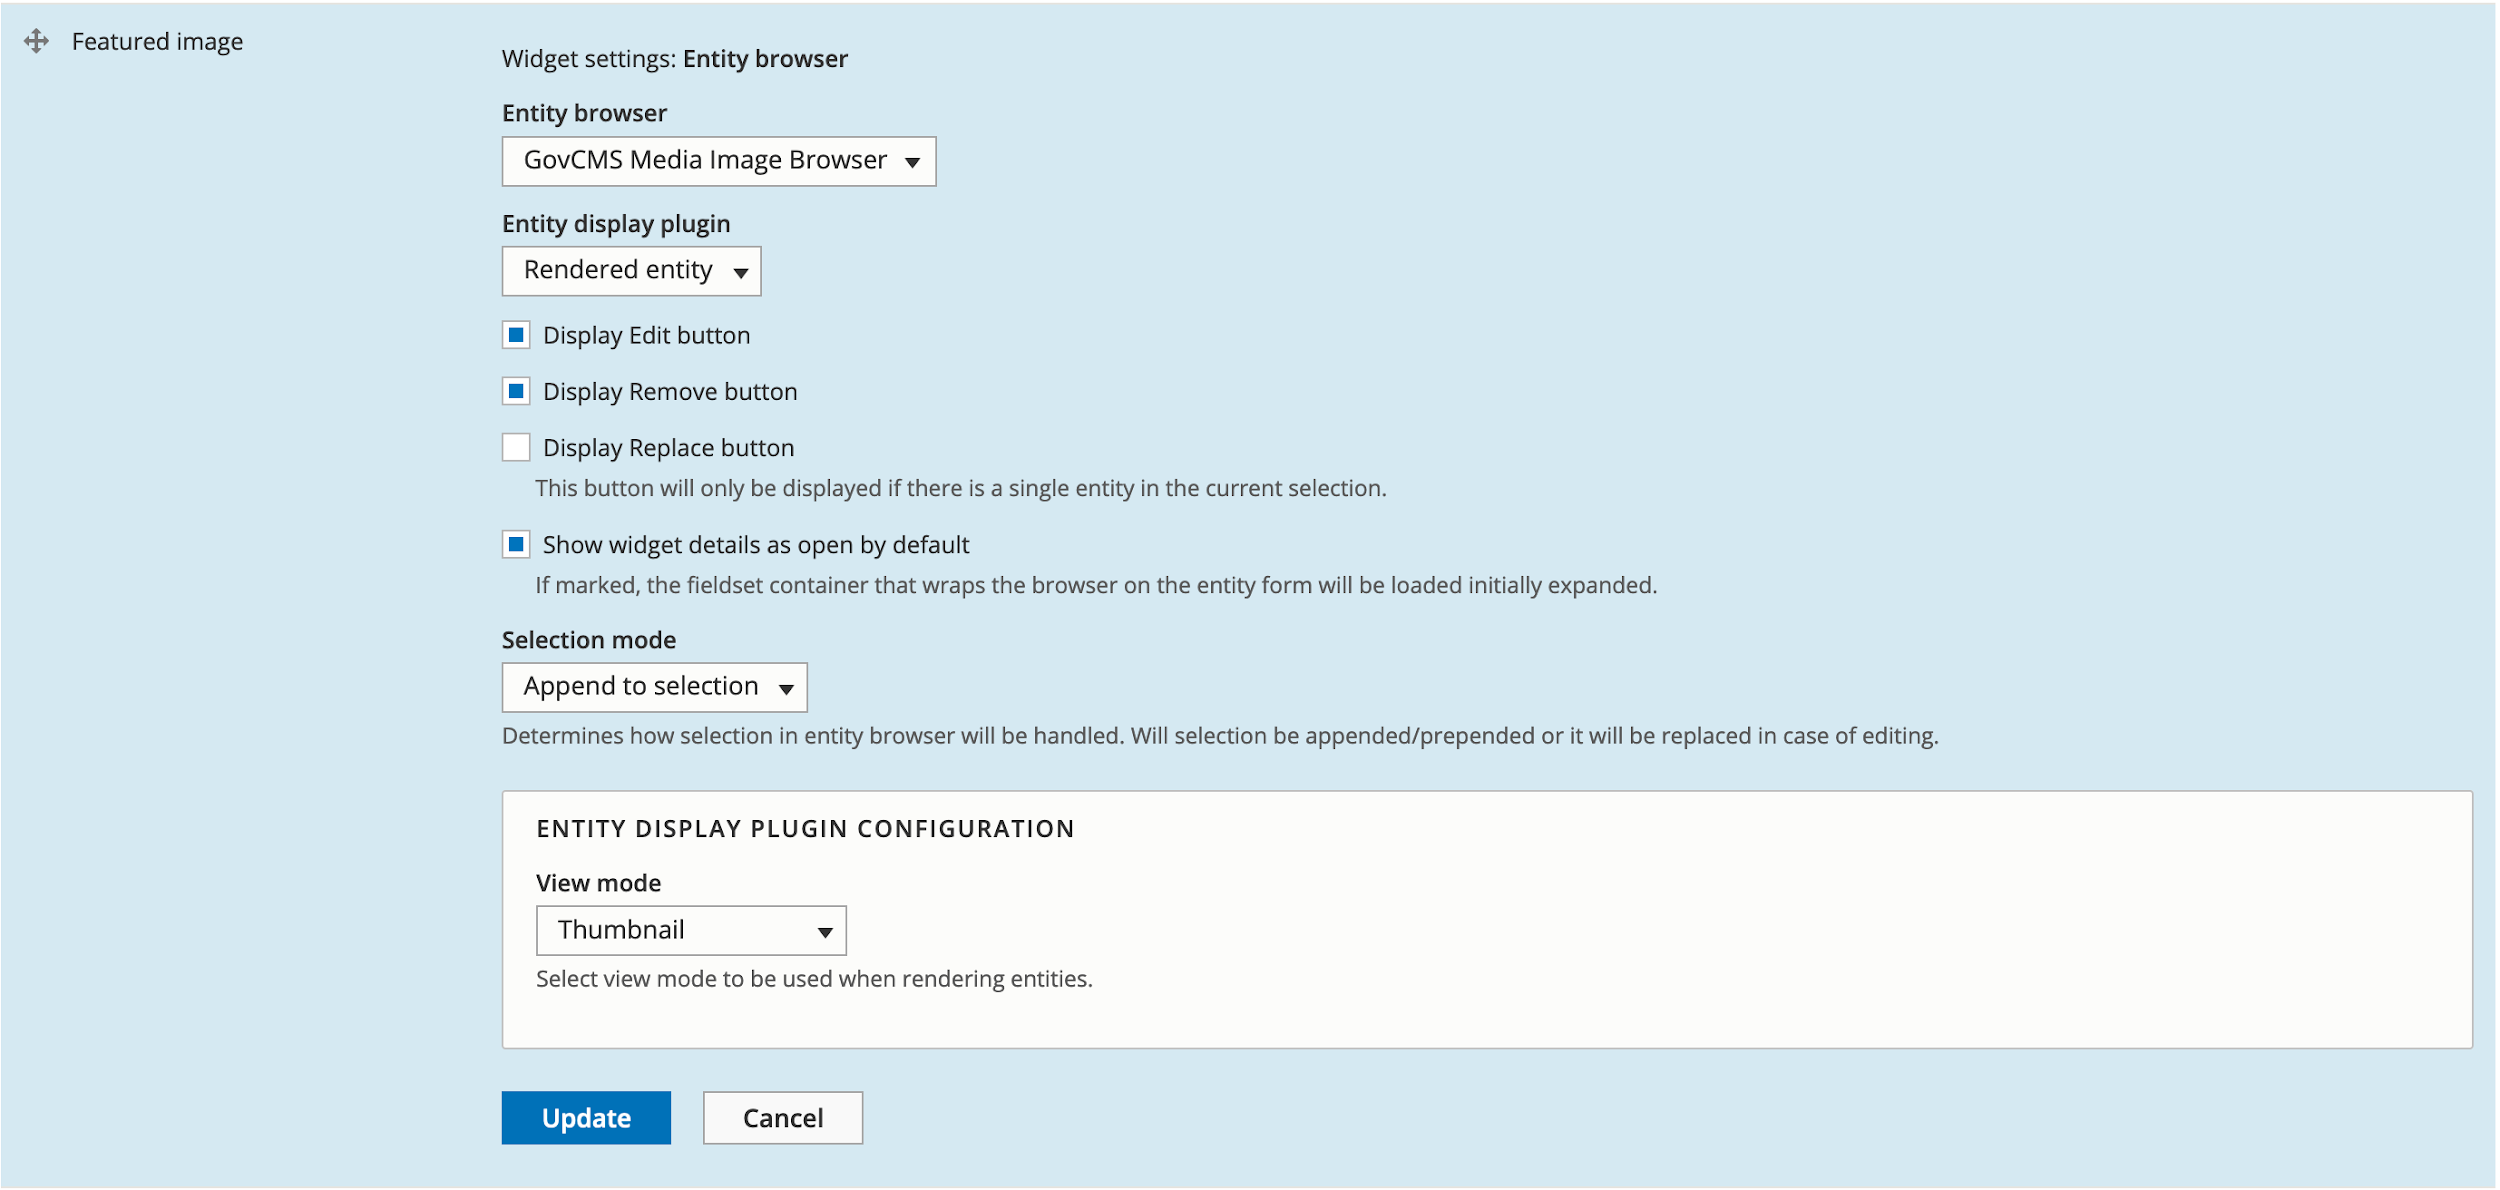 Featured image
Widget settings: Entity browser
Entity browser
GovCMS Media Image Browser
Entity display plugin
Rendered entity
Display Edit button
Display Remove button
Display Replace button
This button will only be displayed if there is a single entity in the current selection.
Show widget details as open by default
If marked, the fieldset container that wraps the browser on the entity form will be loaded initially expanded.
Selection mode
Append to selection
Determines how selection in entity browser will be handled. Will selection be appended/prepended or it will be replaced in case of editing.
ENTITY DISPLAY PLUGIN CONFIGURATION
View mode
Thumbnail
Select view mode to be used when rendering entities.
Update Cancel